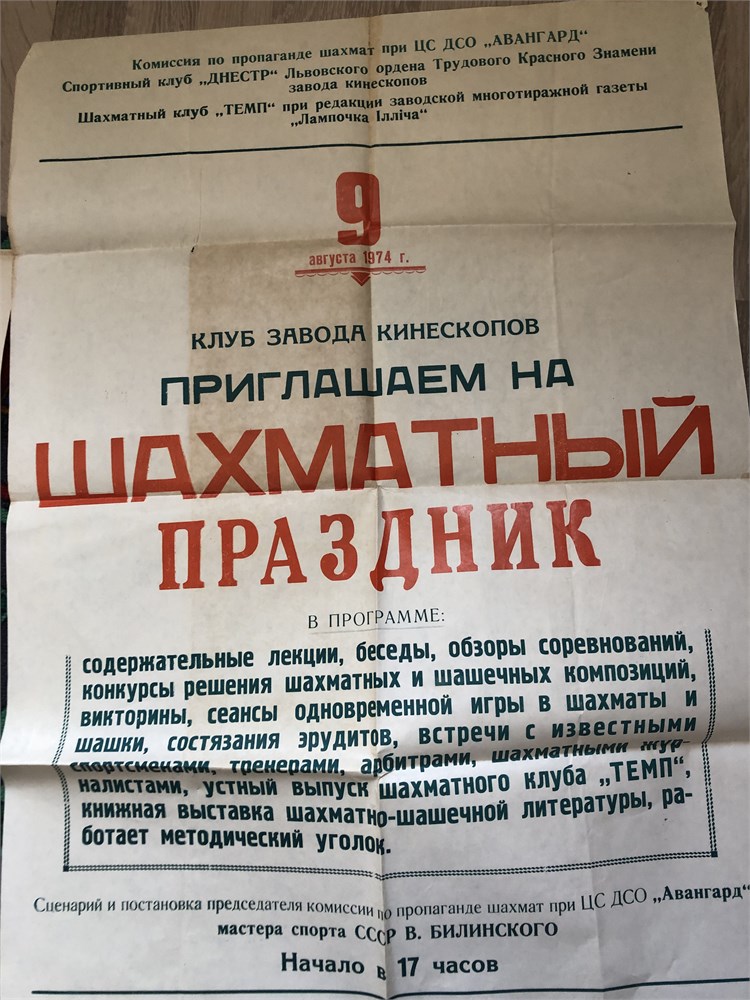 Комиссия по пропаганде шахмат при ЦС ДСО „АВАНГАРД“
Спортивный клуб „ДНЕСТР“ Львовского ордена Трудового Красного Знамени
завода кинескопов
Шахматный клуб „ТЕМП“ при редакции заводской многотиражной газеты
„Лампочка Ілліча“
9
августа 1974 г.
КЛУБ ЗАВОДА КИНЕСКОПОВ
ПРИГЛАШАЕМ НА
ШАХМАТНЫЙ
ПРАЗДНИК
В ПРОГРАММЕ:
содержательные лекции, беседы, обзоры соревнований,
конкурсы решения шахматных и шашечных композиций,
викторины, сеансы одновременной игры в шахматы и
шашки, состязания эрудитов, встречи с известными
спортсменами, тренерами, арбитрами, шахматными жур-
налистами, устный выпуск шахматного клуба „ТЕМП“,
книжная выставка шахматно-шашечной литературы, ра-
ботает методический уголок.
Сценарий и постановка председателя комиссии по пропаганде шахмат при ЦС ДСО „Авангард“
мастера спорта СССР В. БИЛИНСКОГО
Начало в 17 часов